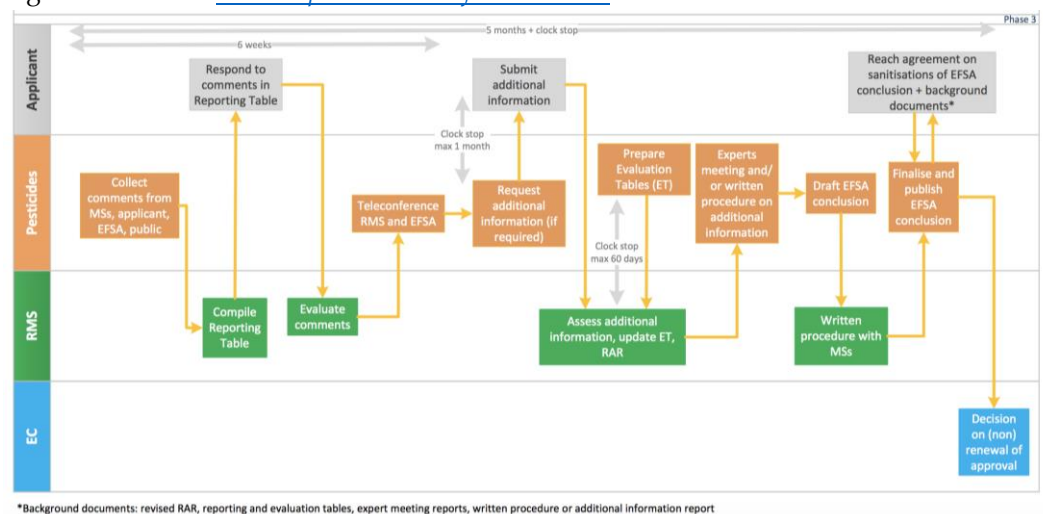 Phase 3
5 months + clock stop
6 weeks
Applicant
Respond to
comments in
Reporting Table
Submit
additional
information
Reach agreement on
sanitisations of EFSA
conclusion + background
documents*
Clock stop
max 1 month
Pesticides
Collect
comments from
MSs, applicant,
EFSA, public
Teleconference
RMS and EFSA
Request
additional
information (if
required)
Prepare
Evaluation
Tables (ET)
Clock stop
max 60 days
Experts
meeting and/
or written
procedure on
additional
information
Draft EFSA
conclusion
Finalise and
publish
EFSA
conclusion
RMS
Compile
Reporting
Table
Evaluate
comments
Assess additional
information, update ET,
RAR
Written
procedure with
MSs
EC
Decision
on (non)
renewal of
approval
*Background documents: revised RAR, reporting and evaluation tables, expert meeting reports, written procedure or additional information report